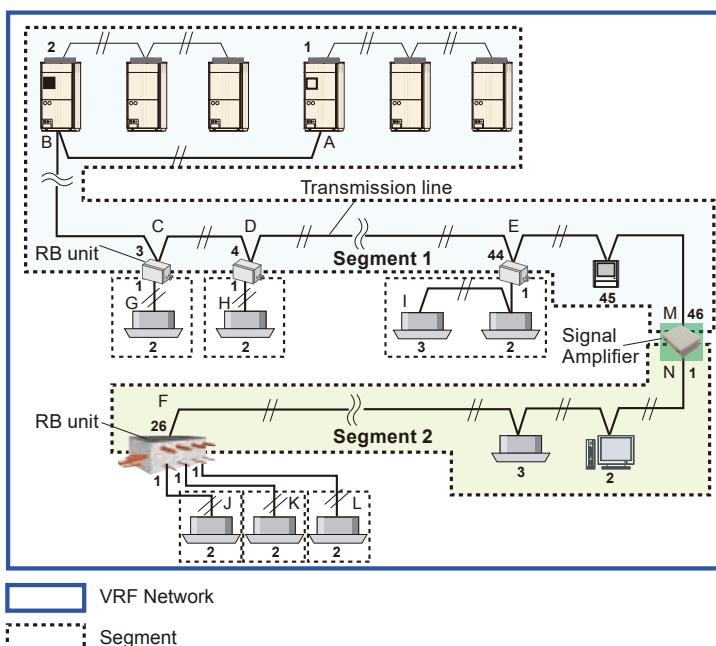 2
1
B
A
Transmission line
C
D
E
RB unit
3
4
44
Segment 1
1
1
1
45
G
H
I
2
2
3
2
M
46
Signal
Amplifier
N
1
F
RB unit
26
Segment 2
3
2
1
1
1
J
K
L
2
2
2
VRF Network
Segment